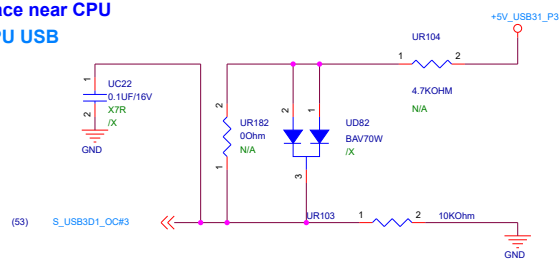 ace near CPU
PU USB
+5V_USB31_P3
UR104
1
2
4.7KOHM
N/A
1
UC22
0.1UF/16V
X7R
/X
2
GND
2
UR182
0Ohm
N/A
1
2
1
UD82
BAV70W
/X
3
(53)
S_USB3D1_OC#3
UR103
1
2
10KOhm
GND